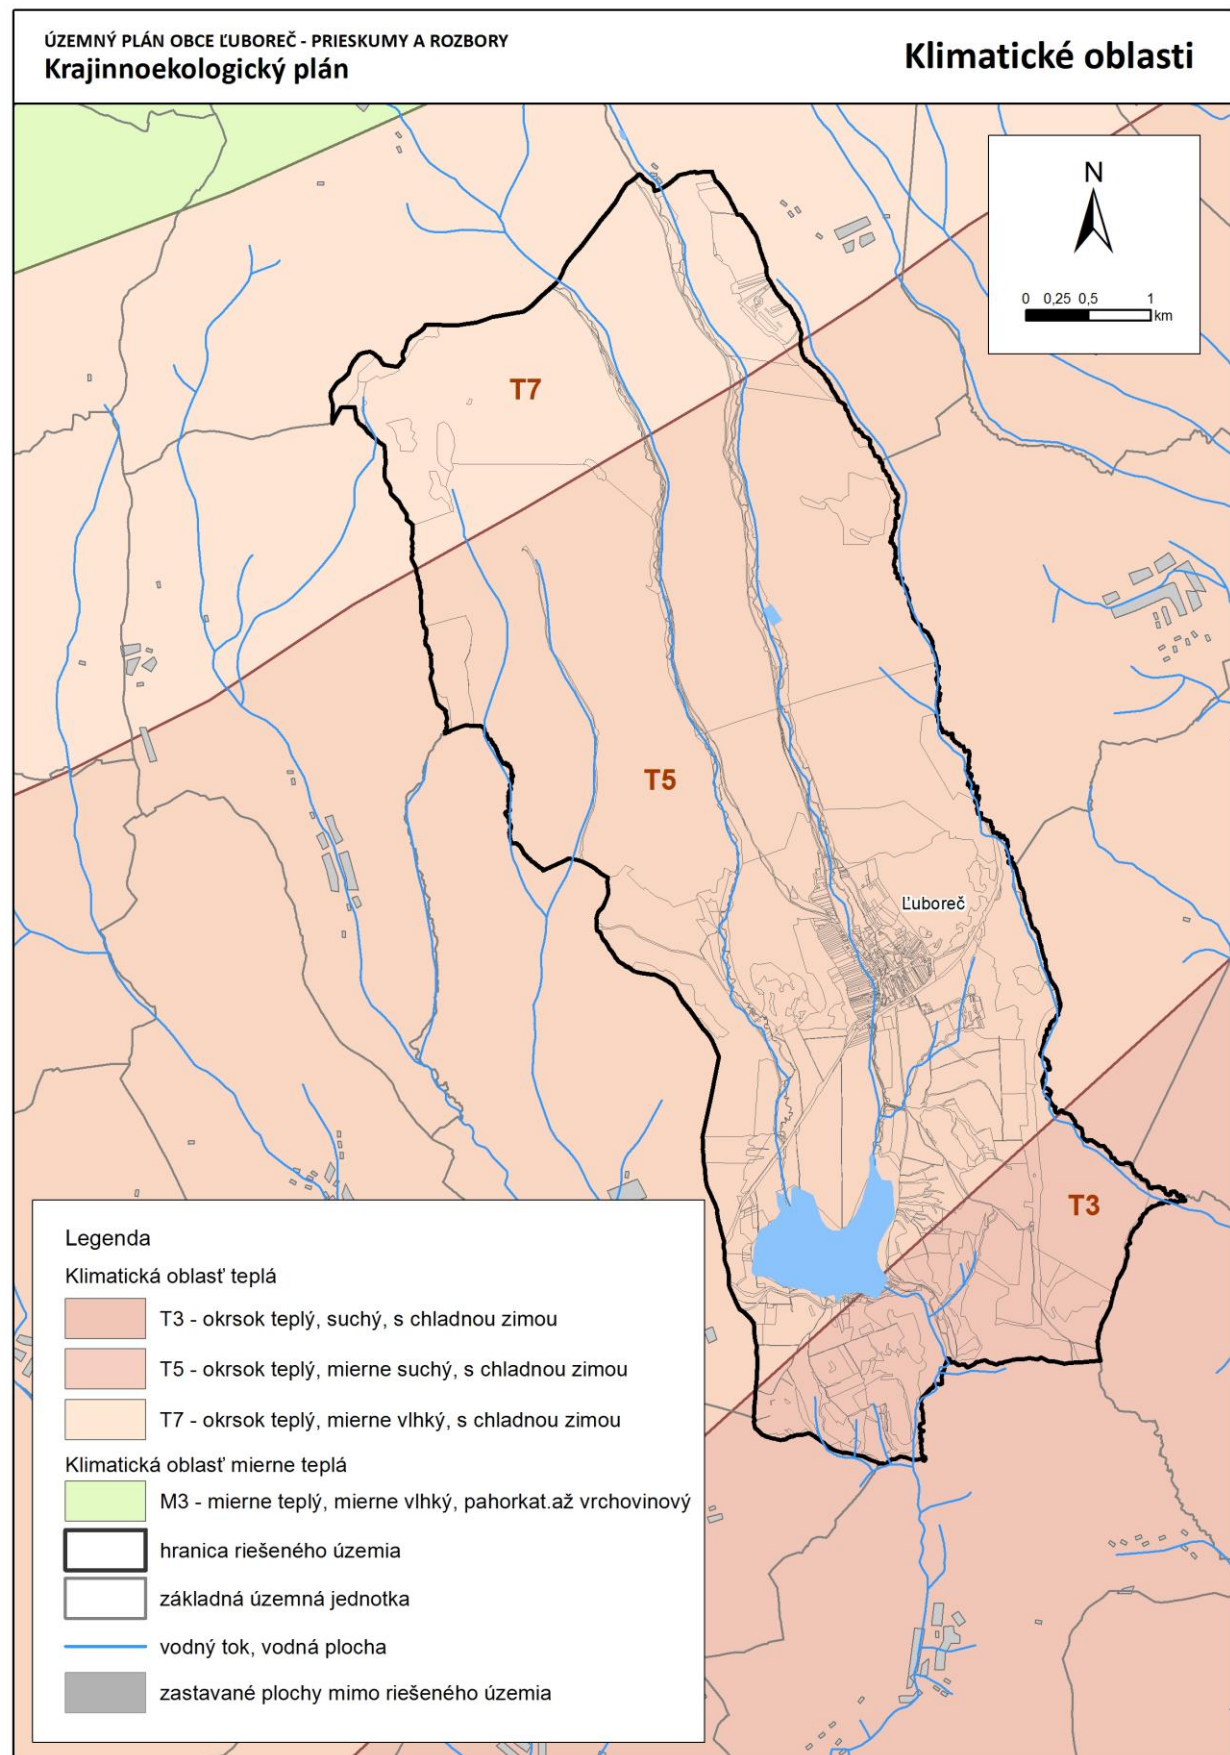 ÚZEMNÝ PLÁN OBCE ĽUBOREČ - PRIESKUMY A ROZBORY
Krajinnoekologický plán
Klimatické oblasti
N
0 0,25 0,5 1
km
T7
T5
Ľuboreč
T3
Legenda
Klimatická oblasť teplá
T3 - okrsok teplý, suchý, s chladnou zimou
T5 - okrsok teplý, mierne suchý, s chladnou zimou
T7 - okrsok teplý, mierne vlhký, s chladnou zimou
Klimatická oblasť mierne teplá
M3 - mierne teplý, mierne vlhký, pahorkat.až vrchovinový
hranica riešeného územia
základná územná jednotka
vodný tok, vodná plocha
zastavané plochy mimo riešeného územia